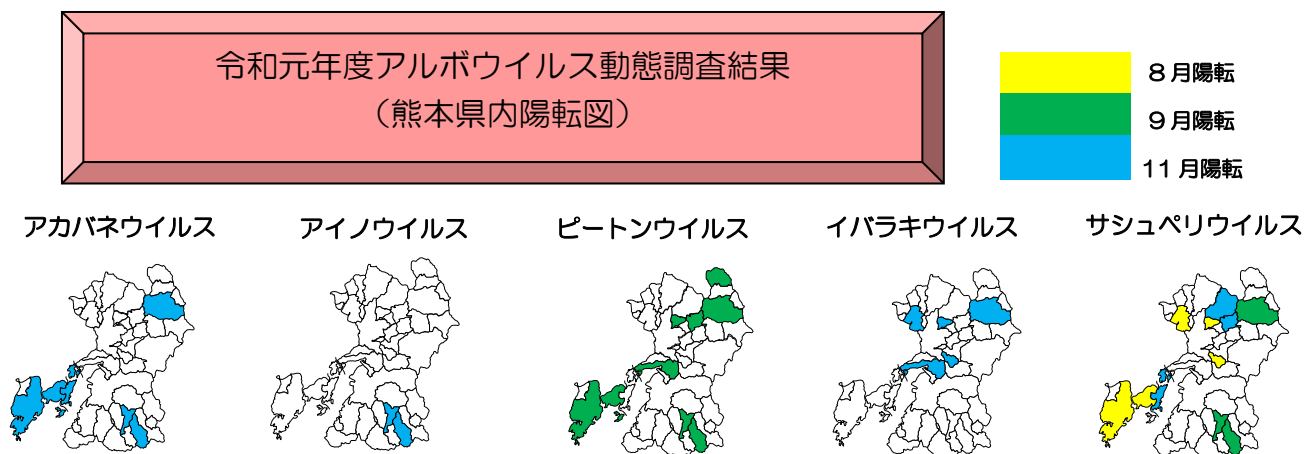 令和元年度アルボウイルス動態調査結果
（熊本県内陽転図）
8月陽転
9月陽転
11月陽転
アカバネウイルス
アイノウイルス
ピートンウイルス
イバラキウイルス
サシュペリウイルス